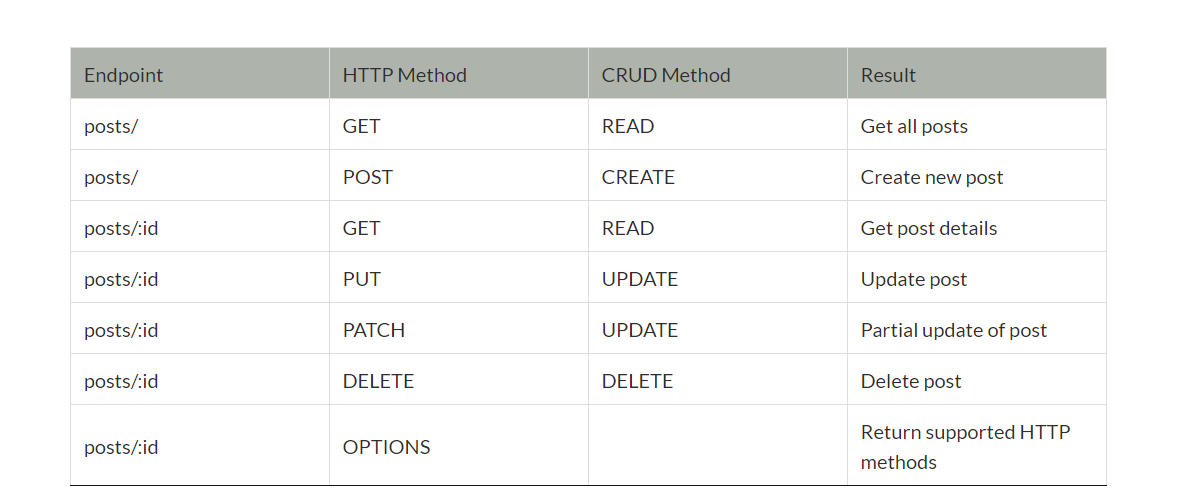 Endpoint HTTP Method CRUD Method Result
posts/ GET READ Get all posts
posts/ POST CREATE Create new post
posts/:id GET READ Get post details
posts/:id PUT UPDATE Update post
posts/:id PATCH UPDATE Partial update of post
posts/:id DELETE DELETE Delete post
posts/:id OPTIONS Return supported HTTP
methods